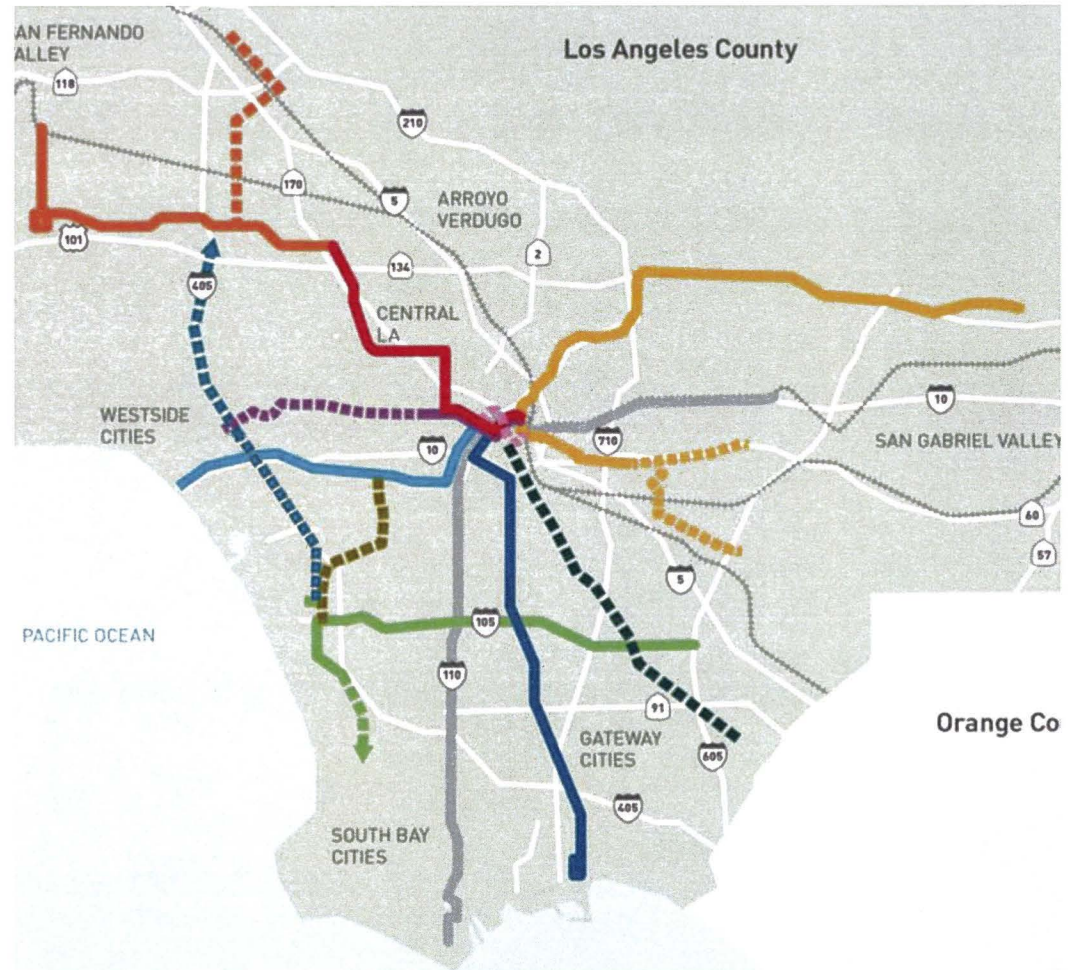 AN FERNANDO
ALLEY
Los Angeles County
118
210
170
5
ARROYO
VERDUGO
101
2
134
405
CENTRAL
LA
WESTSIDE
CITIES
10
10
710
SAN GABRIEL VALLEY
60
57
5
PACIFIC OCEAN
105
110
91
Orange Co
GATEWAY
CITIES
605
405
SOUTH BAY
CITIES